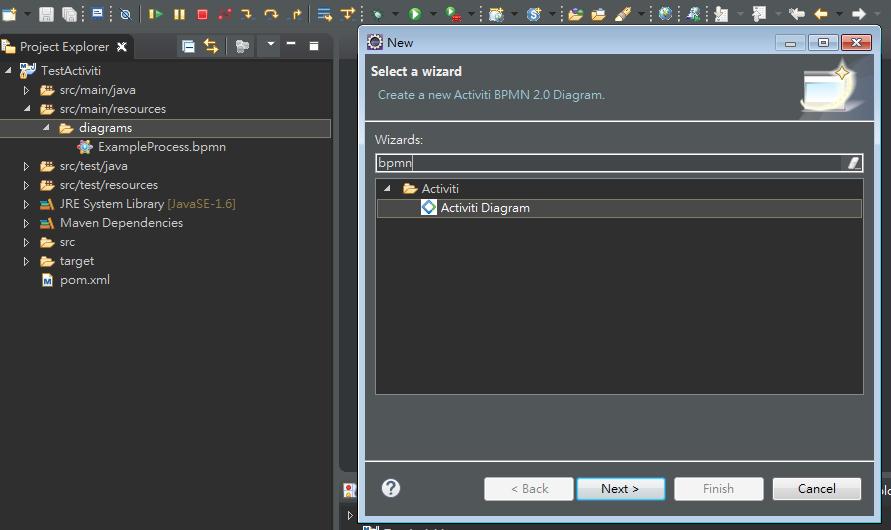 Project Explorer
TestActiviti
src/main/java
src/main/resources
diagrams
ExampleProcess.bpmn
src/test/java
src/test/resources
JRE System Library [JavaSE-1.6]
Maven Dependencies
src
target
pom.xml
New
Select a wizard
Create a new Activiti BPMN 2.0 Diagram.
Wizards:
bpmn
Activiti
Activiti Diagram
< Back
Next >
Finish
Cancel